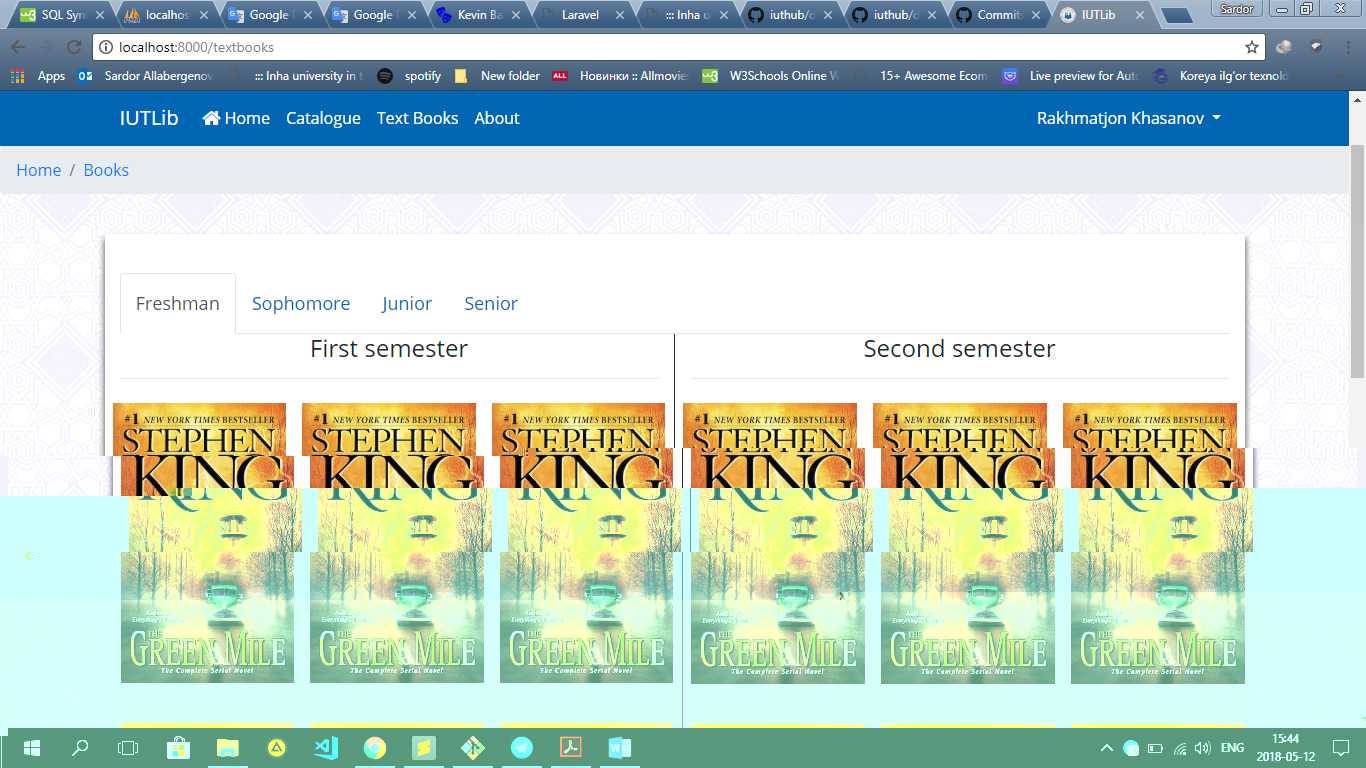 SQL Syn
localhos
Google
Google
Kevin Ba
Laravel
::: Inha u
iuthub/d
iuthub/d
Commits
IUTLib
Sardor
localhost:8000/textbooks
Apps
Sardor Allabergenov
::: Inha university in t
spotify
New folder
ALL
Новинки :: Allmovie
W3Schools Online W
15+ Awesome Ecom
Live preview for Auto
Koreya ilg'or texnolo
IUTLib Home Catalogue Text Books About Rakhmatjon Khasanov
Home / Books
Freshman Sophomore Junior Senior
First semester Second semester
#1 NEW YORK TIMES BESTSELLER #1 NEW YORK TIMES BESTSELLER #1 NEW YORK TIMES BESTSELLER #1 NEW YORK TIMES BESTSELLER #1 NEW YORK TIMES BESTSELLER #1 NEW YORK TIMES BESTSELLER
STEPHEN STEPHEN STEPHEN STEPHEN STEPHEN STEPHEN
KING KING KING KING KING KING
THE THE THE THE THE THE
GREEN MILE GREEN MILE GREEN MILE GREEN MILE GREEN MILE GREEN MILE
The Complete Serial Novel The Complete Serial Novel The Complete Serial Novel The Complete Serial Novel The Complete Serial Novel The Complete Serial Novel
ENG
15:44
2018-05-12